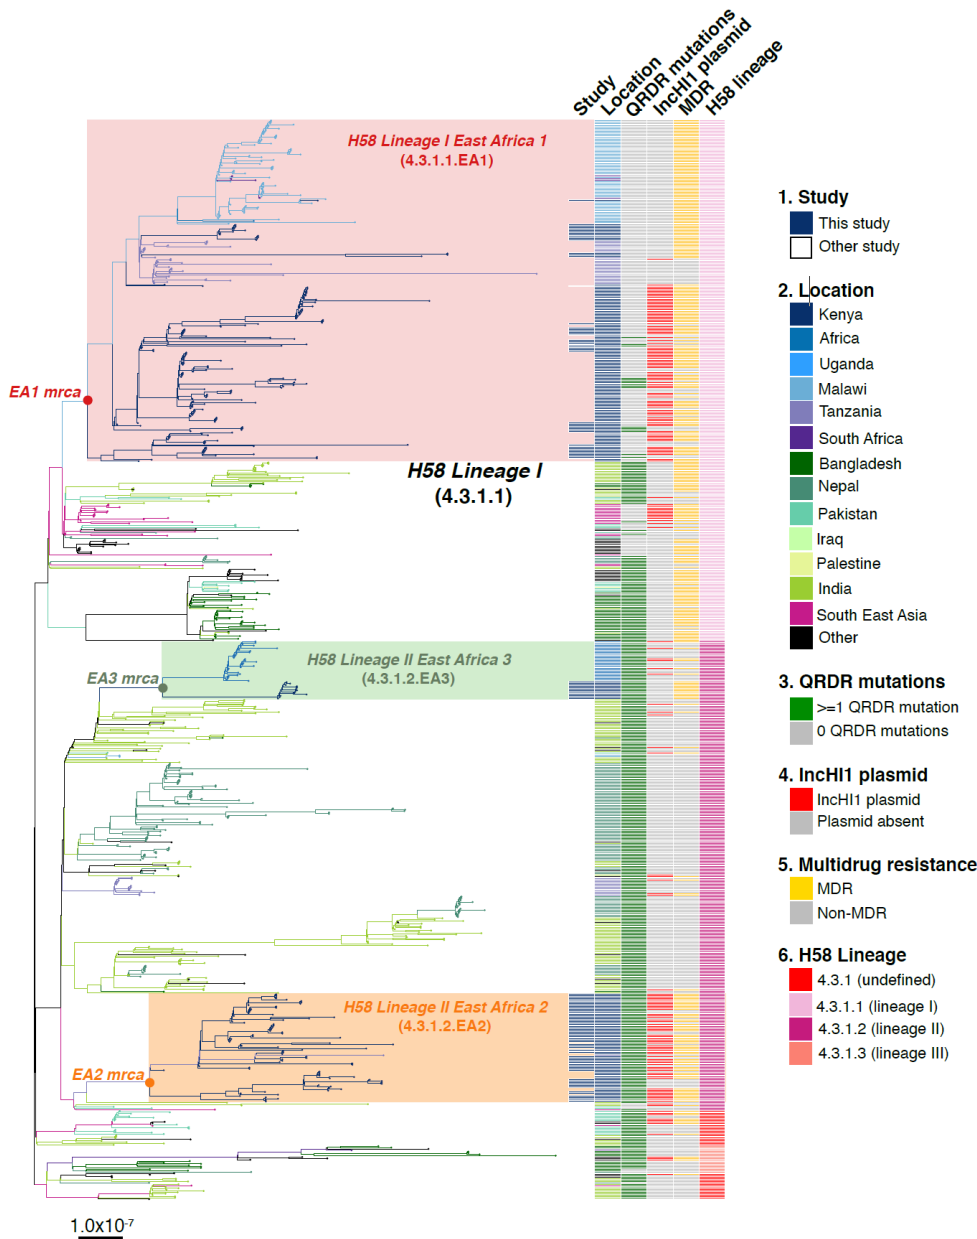 Study
Location
QRDR mutations
IncHI1 plasmid
MDR
H58 lineage
H58 Lineage I East Africa 1
(4.3.1.1.EA1)
EA1 mrca
H58 Lineage I
(4.3.1.1)
H58 Lineage II East Africa 3
(4.3.1.2.EA3)
EA3 mrca
H58 Lineage II East Africa 2
(4.3.1.2.EA2)
EA2 mrca
1.0x10-7
1. Study
This study
Other study
2. Location
Kenya
Africa
Uganda
Malawi
Tanzania
South Africa
Bangladesh
Nepal
Pakistan
Iraq
Palestine
India
South East Asia
Other
3. QRDR mutations
>=1 QRDR mutation
0 QRDR mutations
4. IncHI1 plasmid
IncHI1 plasmid
Plasmid absent
5. Multidrug resistance
MDR
Non-MDR
6. H58 Lineage
4.3.1 (undefined)
4.3.1.1 (lineage I)
4.3.1.2 (lineage II)
4.3.1.3 (lineage III)